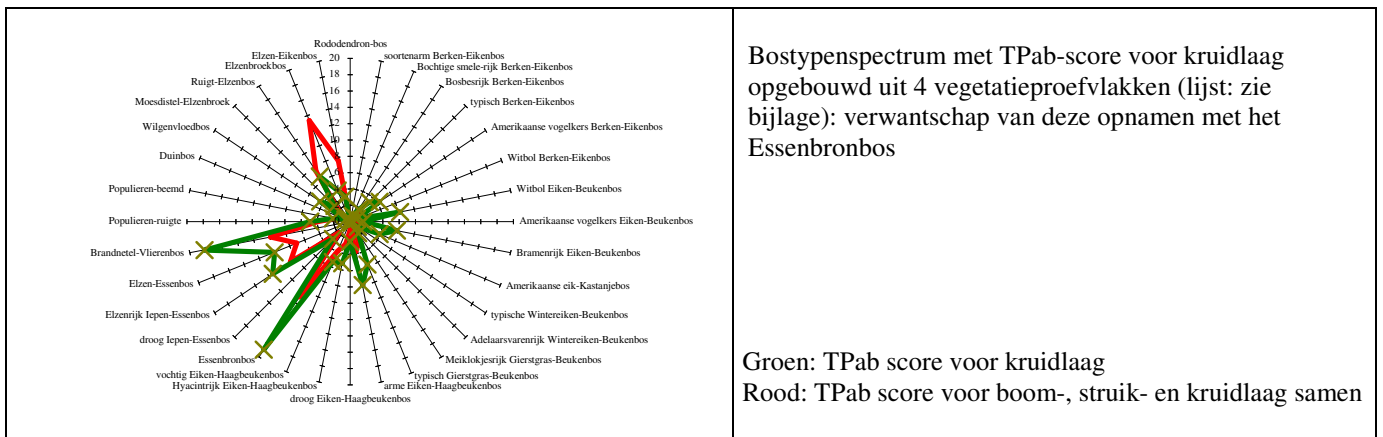 Rododendron-bos
20
18
16
14
12
10
soortenarm Berken-Eikenbos
Bochtige smele-rijk Berken-Eikenbos
Bosbesrijk Berken-Eikenbos
typisch Berken-Eikenbos
Amerikaanse vogelkers Berken-Eikenbos
Witbol Berken-Eikenbos
Witbol Eiken-Beukenbos
Amerikaanse vogelkers Eiken-Beukenbos
Bramenrijk Eiken-Beukenbos
Amerikaanse eik-Kastanjebos
typische Wintereiken-Beukenbos
Adelaarsvarenrijk Wintereiken-Beukenbos
Meiklokjesrijk Gierstgras-Beukenbos
typisch Gierstgras-Beukenbos
arme Eiken-Haagbeukenbos
droog Eiken-Haagbeukenbos
Hyacintrijk Eiken-Haagbeukenbos
vochtig Eiken-Haagbeukenbos
Essenbronbos
droog Iepen-Essenbos
Elzenrijk Iepen-Essenbos
Elzen-Essenbos
Brandnetel-Vlierenbos
Populieren-ruigte
Populieren-beemd
Duinbos
Wilgenvloedbos
Moesdistel-Elzenbroek
Ruigt-Elzenbos
Elzenbroekbos
Elzen-Eikenbos
Bostypenspectrum met TPab-score voor kruidlaag
opgebouwd uit 4 vegetatieproefvlakken (lijst: zie
bijlage): verwantschap van deze opnamen met het
Essenbronbos
Groen: TPab score voor kruidlaag
Rood: TPab score voor boom-, struik- en kruidlaag samen